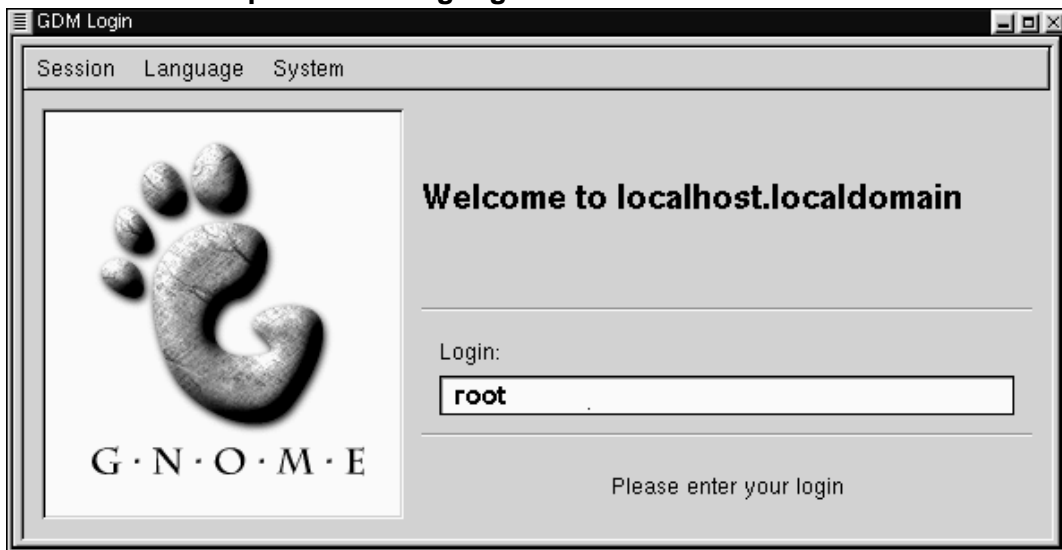 GDM Login
Session Language System
Welcome to localhost.localdomain
Login:
root
G·N·O·M·E
Please enter your login